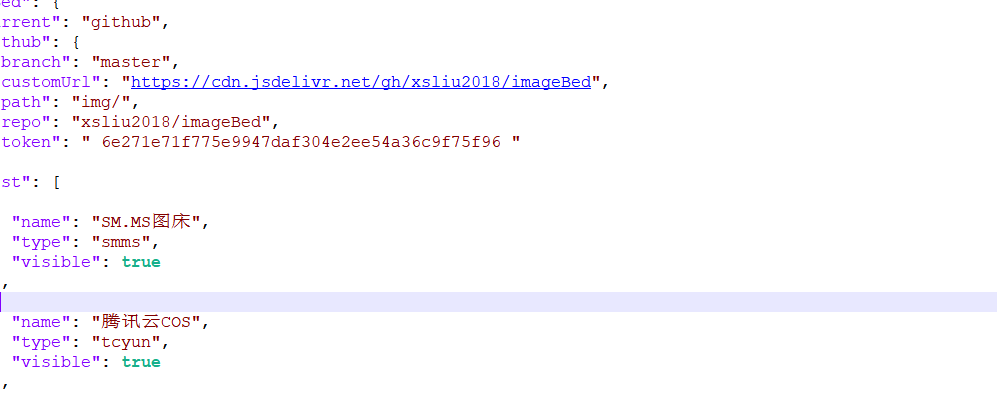 ed": {
rrent": "github",
thub": {
branch": "master",
customUrl": "https://cdn.jsdelivr.net/gh/xsliu2018/imageBed",
path": "img/",
repo": "xsliu2018/imageBed",
token": " 6e271e71f775e9947daf304e2ee54a36c9f75f96 "
st": [
"name": "SM.MS图床",
"type": "smms",
"visible": true
,
"name": "腾讯云COS",
"type": "tcyun",
"visible": true
,